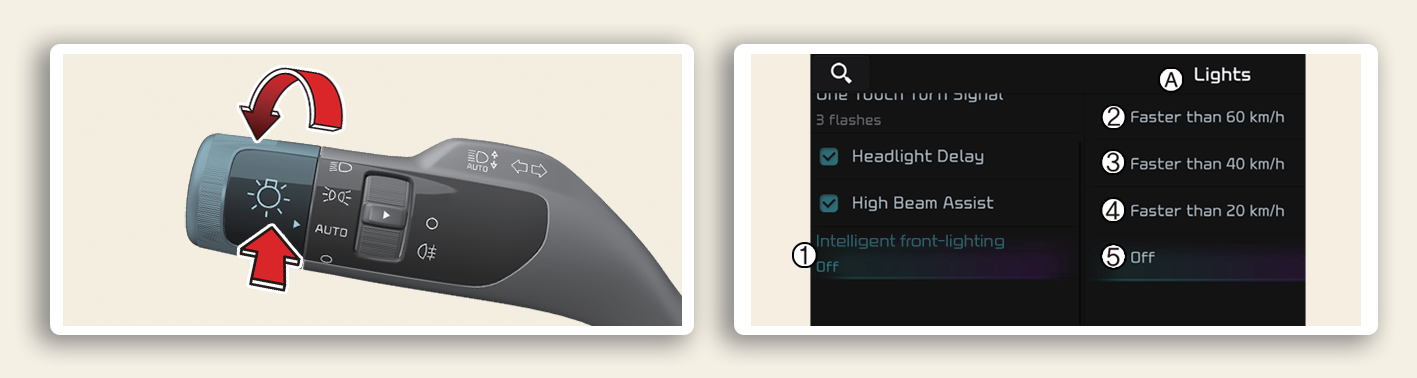 AUTO
AUTO
A Lights
One Touch Turn Signal
3 flashes
Headlight Delay
High Beam Assist
1 Intelligent front-lighting
Off
2 Faster than 60 km/h
3 Faster than 40 km/h
4 Faster than 20 km/h
5 Off